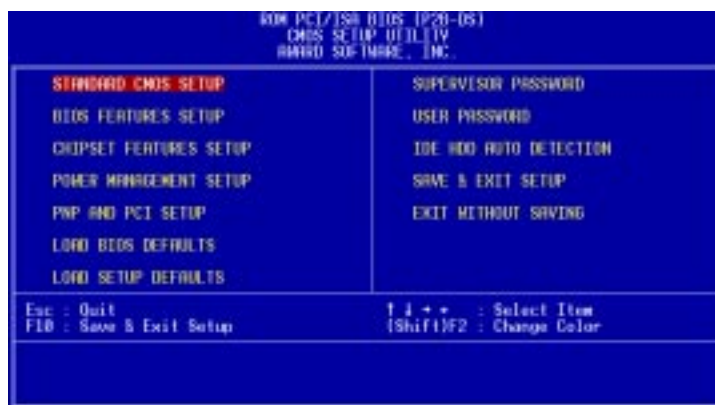 ROM PCI/ISA BIOS (P2B-DS)
CMOS SETUP UTILITY
AWARD SOFTWARE, INC.
STANDARD CMOS SETUP
BIOS FEATURES SETUP
CHIPSET FEATURES SETUP
POWER MANAGEMENT SETUP
PNP AND PCI SETUP
LOAD BIOS DEFAULTS
LOAD SETUP DEFAULTS
SUPERVISOR PASSWORD
USER PASSWORD
IDE HDD AUTO DETECTION
SAVE & EXIT SETUP
EXIT WITHOUT SAVING
Esc : Quit
F10 : Save & Exit Setup
↑ ↓ → ← : Select Item
(Shift)F2 : Change Color